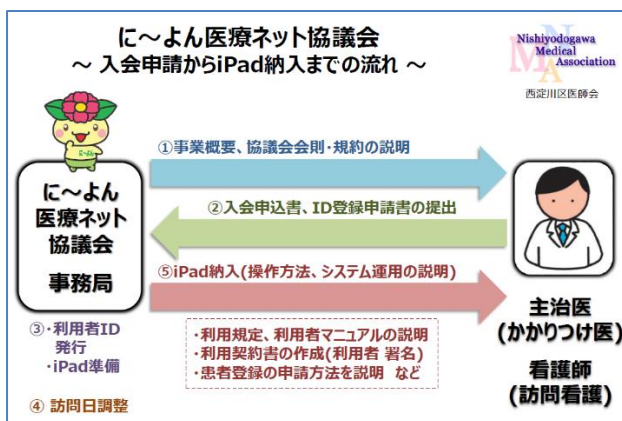 に～よん医療ネット協議会
～ 入会申請からiPad納入までの流れ ～
Nishiyodogawa
Medical
Association
MNA
西淀川区医師会
に～よん
①事業概要、協議会会則・規約の説明
に～よん
医療ネット
協議会
事務局
②入会申込書、ID登録申請書の提出
⑤iPad納入(操作方法、システム運用の説明)
③・利用者ID
発行
・iPad準備
④ 訪問日調整
・利用規定、利用者マニュアルの説明
・利用契約書の作成(利用者 署名)
・患者登録の申請方法を説明 など
主治医
(かかりつけ医)
看護師
(訪問看護)